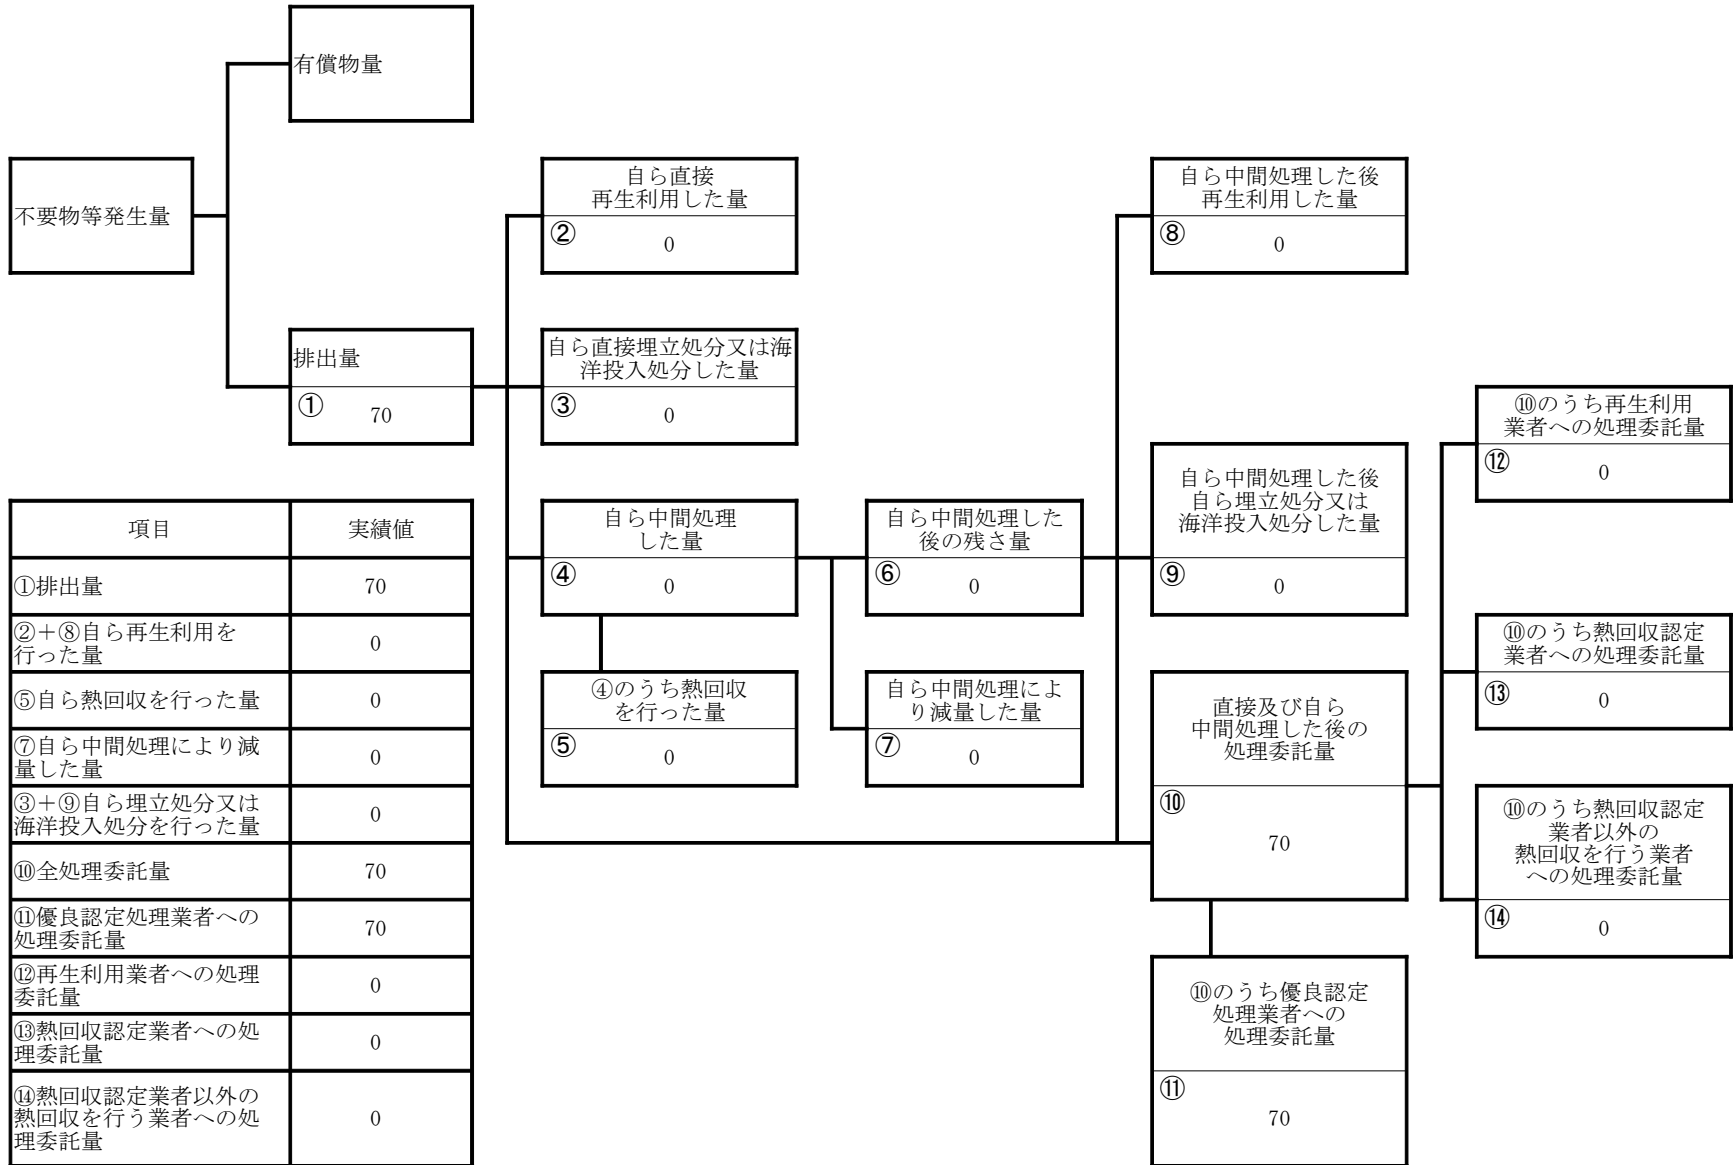 有償物量
不要物等発生量
排出量
①
70
自ら直接
再生利用した量
②
0
自ら直接埋立処分又は海
洋投入処分した量
③
0
自ら中間処理
した量
④
0
④のうち熱回収
を行った量
⑤
0
自ら中間処理した
後の残さ量
⑥
0
自ら中間処理によ
り減量した量
⑦
0
自ら中間処理した後
再生利用した量
⑧
0
自ら中間処理した後
自ら埋立処分又は
海洋投入処分した量
⑨
0
直接及び自ら
中間処理した後の
処理委託量
⑩
70
⑩のうち優良認定
処理業者への
処理委託量
⑪
70
⑩のうち再生利用
業者への処理委託量
⑫
0
⑩のうち熱回収認定
業者への処理委託量
⑬
0
⑩のうち熱回収認定
業者以外の
熱回収を行う業者
への処理委託量
⑭
0
項目 実績値
①排出量 70
②+⑧自ら再生利用を
行った量 0
⑤自ら熱回収を行った量 0
⑦自ら中間処理により減
量した量 0
③+⑨自ら埋立処分又は
海洋投入処分を行った量 0
⑩全処理委託量 70
⑪優良認定処理業者への
処理委託量 70
⑫再生利用業者への処理
委託量 0
⑬熱回収認定業者への処
理委託量 0
⑭熱回収認定業者以外の
熱回収を行う業者への処 0
理委託量